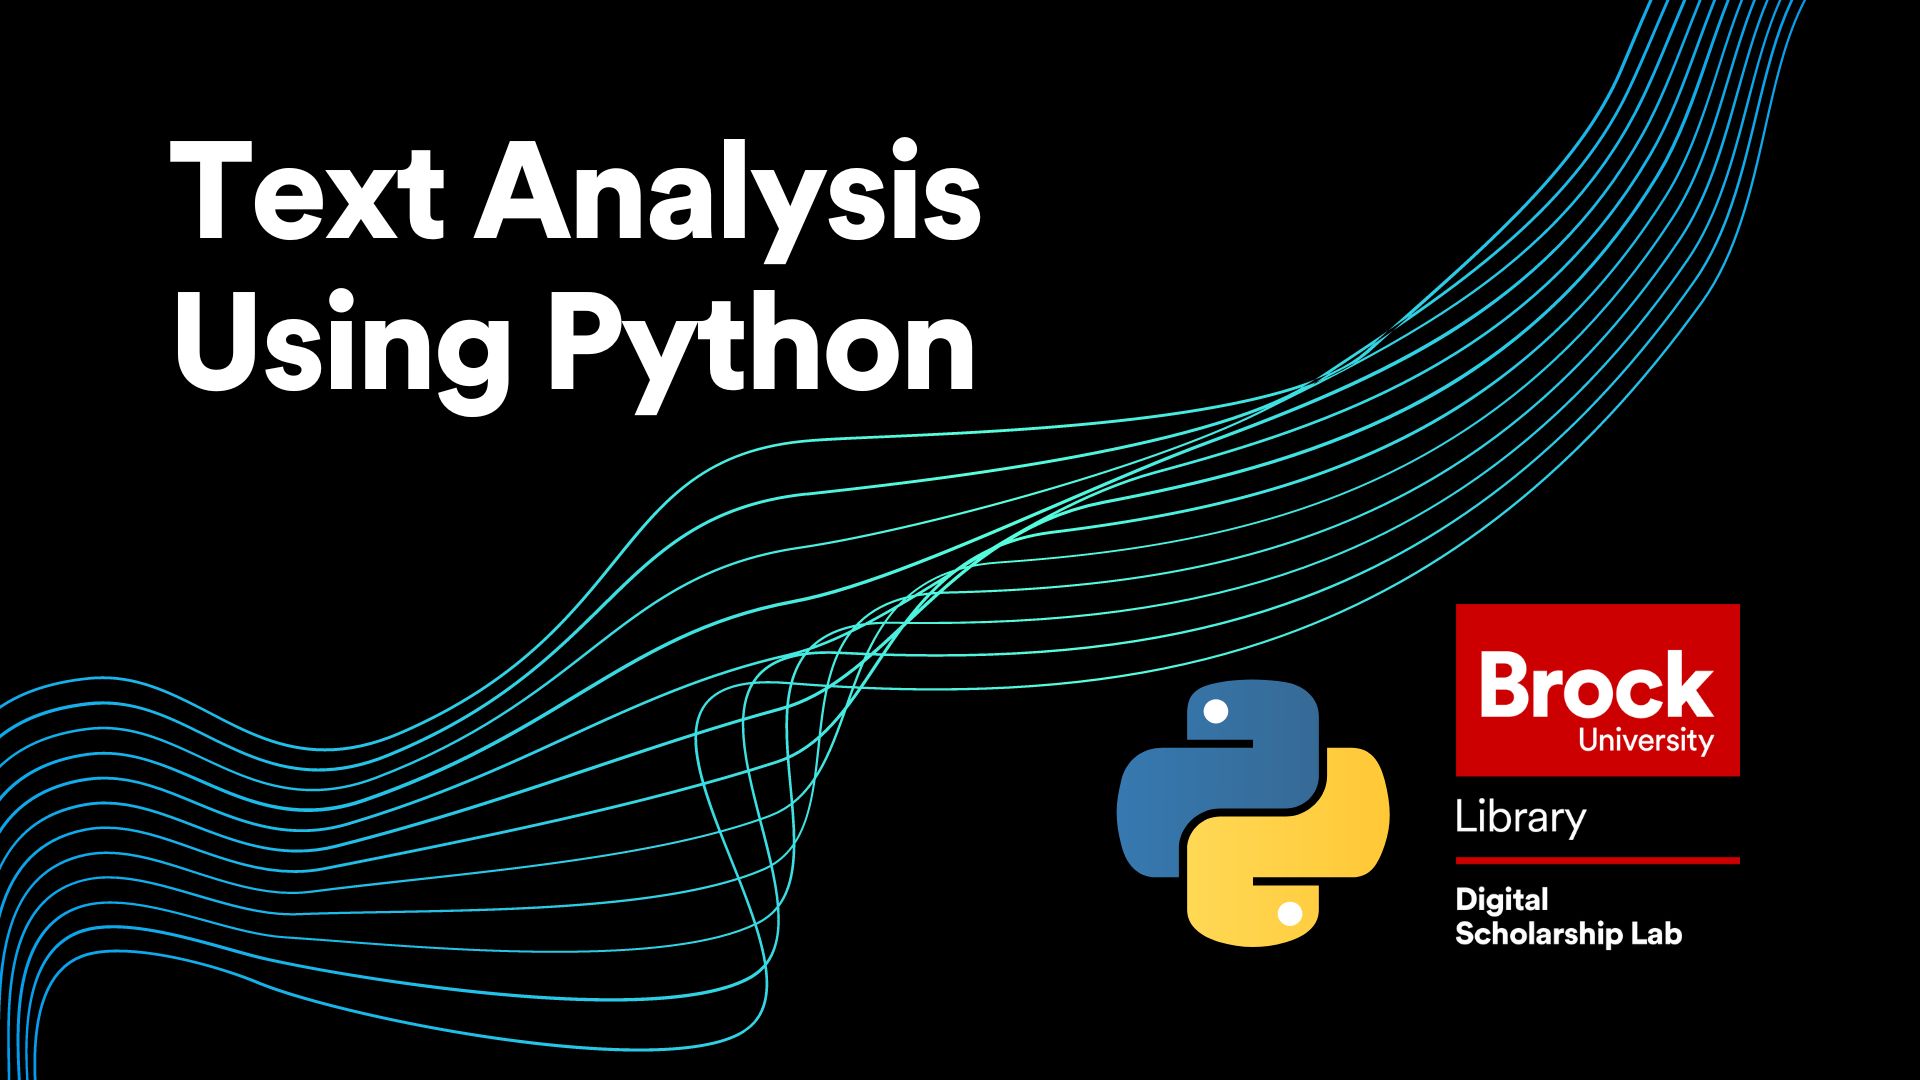 Text Analysis
Using Python
Brock
University
Library
Digital
Scholarship Lab